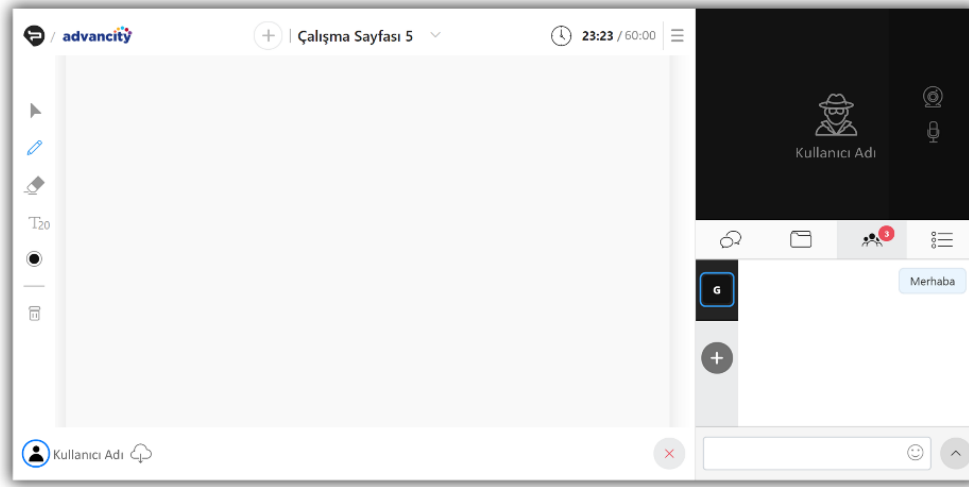 / advancity
+ | Çalışma Sayfası 5
23:23 / 60:00
T20
Kullanıcı Adı
3
G
Merhaba
+
Kullanıcı Adı